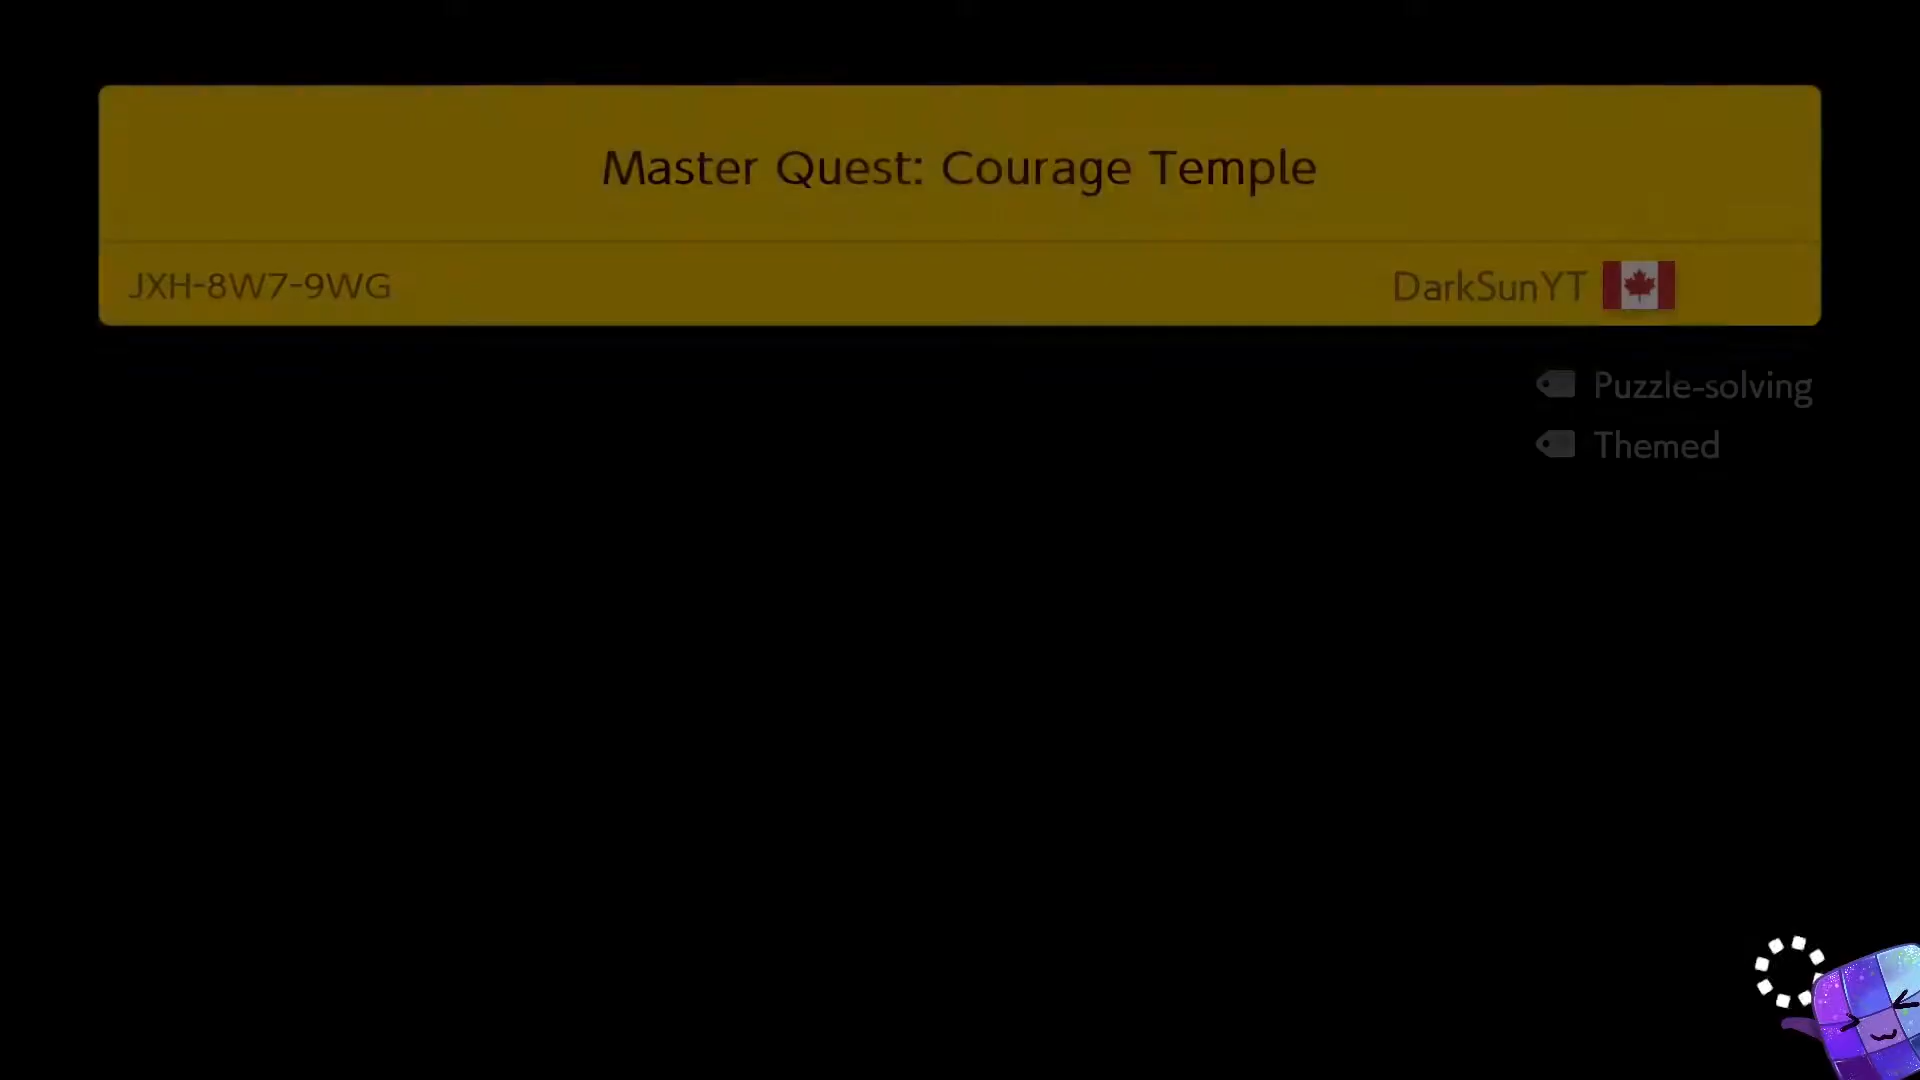 Master Quest: Courage Temple
JXH-8W7-9WG
DarkSunYT
Puzzle-solving
Themed